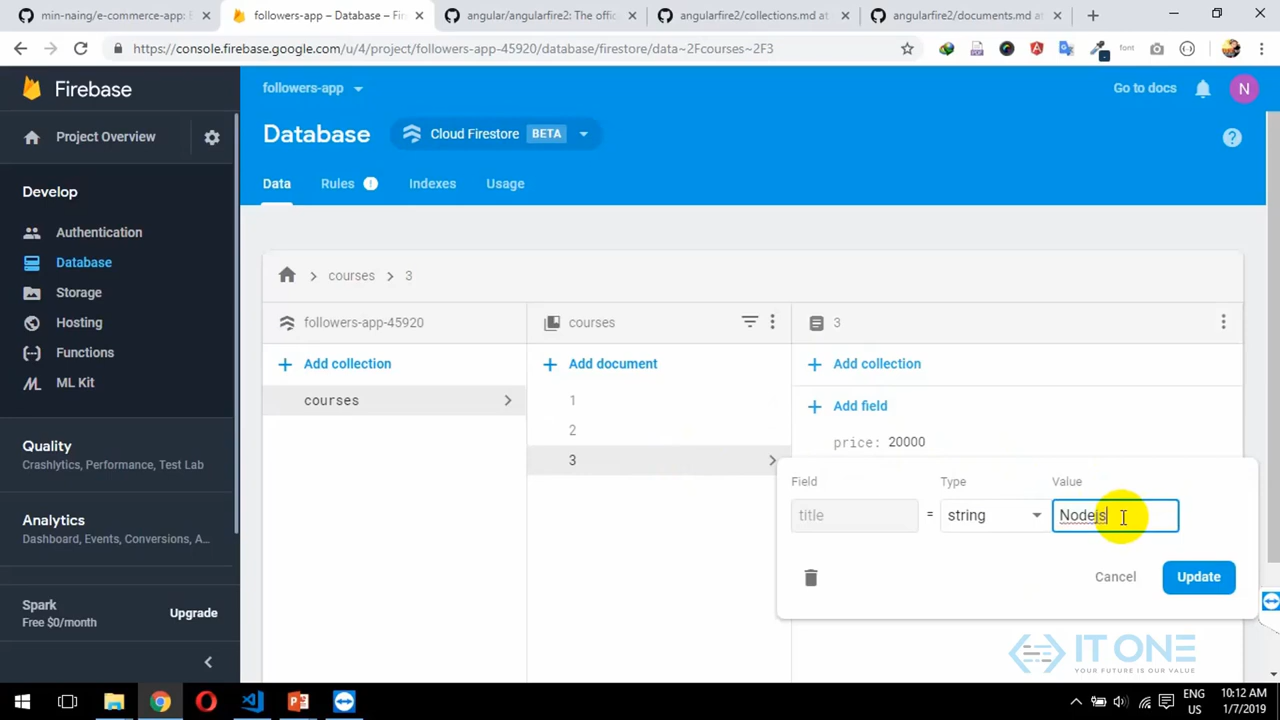 min-naing/e-commerce-app: E
followers-app – Database – Fire
angular/angularfire2: The offici
angularfire2/collections.md at
angularfire2/documents.md at
https://console.firebase.google.com/u/4/project/followers-app-45920/database/firestore/data~2Fcourses~2F3
font
Firebase
followers-app
Go to docs
N
Project Overview
Database
Cloud Firestore
BETA
Develop
Data
Rules
Indexes
Usage
Authentication
Database
Storage
Hosting
Functions
ML Kit
courses
3
followers-app-45920
courses
3
Add collection
Add document
Add collection
courses
1
Add field
2
price: 20000
3
Quality
Crashlytics, Performance, Test Lab
Field
Type
Value
title
=
string
Nodejs
Analytics
Dashboard, Events, Conversions, A...
Cancel
Update
Spark
Free $0/month
Upgrade
IT ONE
YOUR FUTURE IS OUR VALUE
ENG
US
10:12 AM
1/7/2019